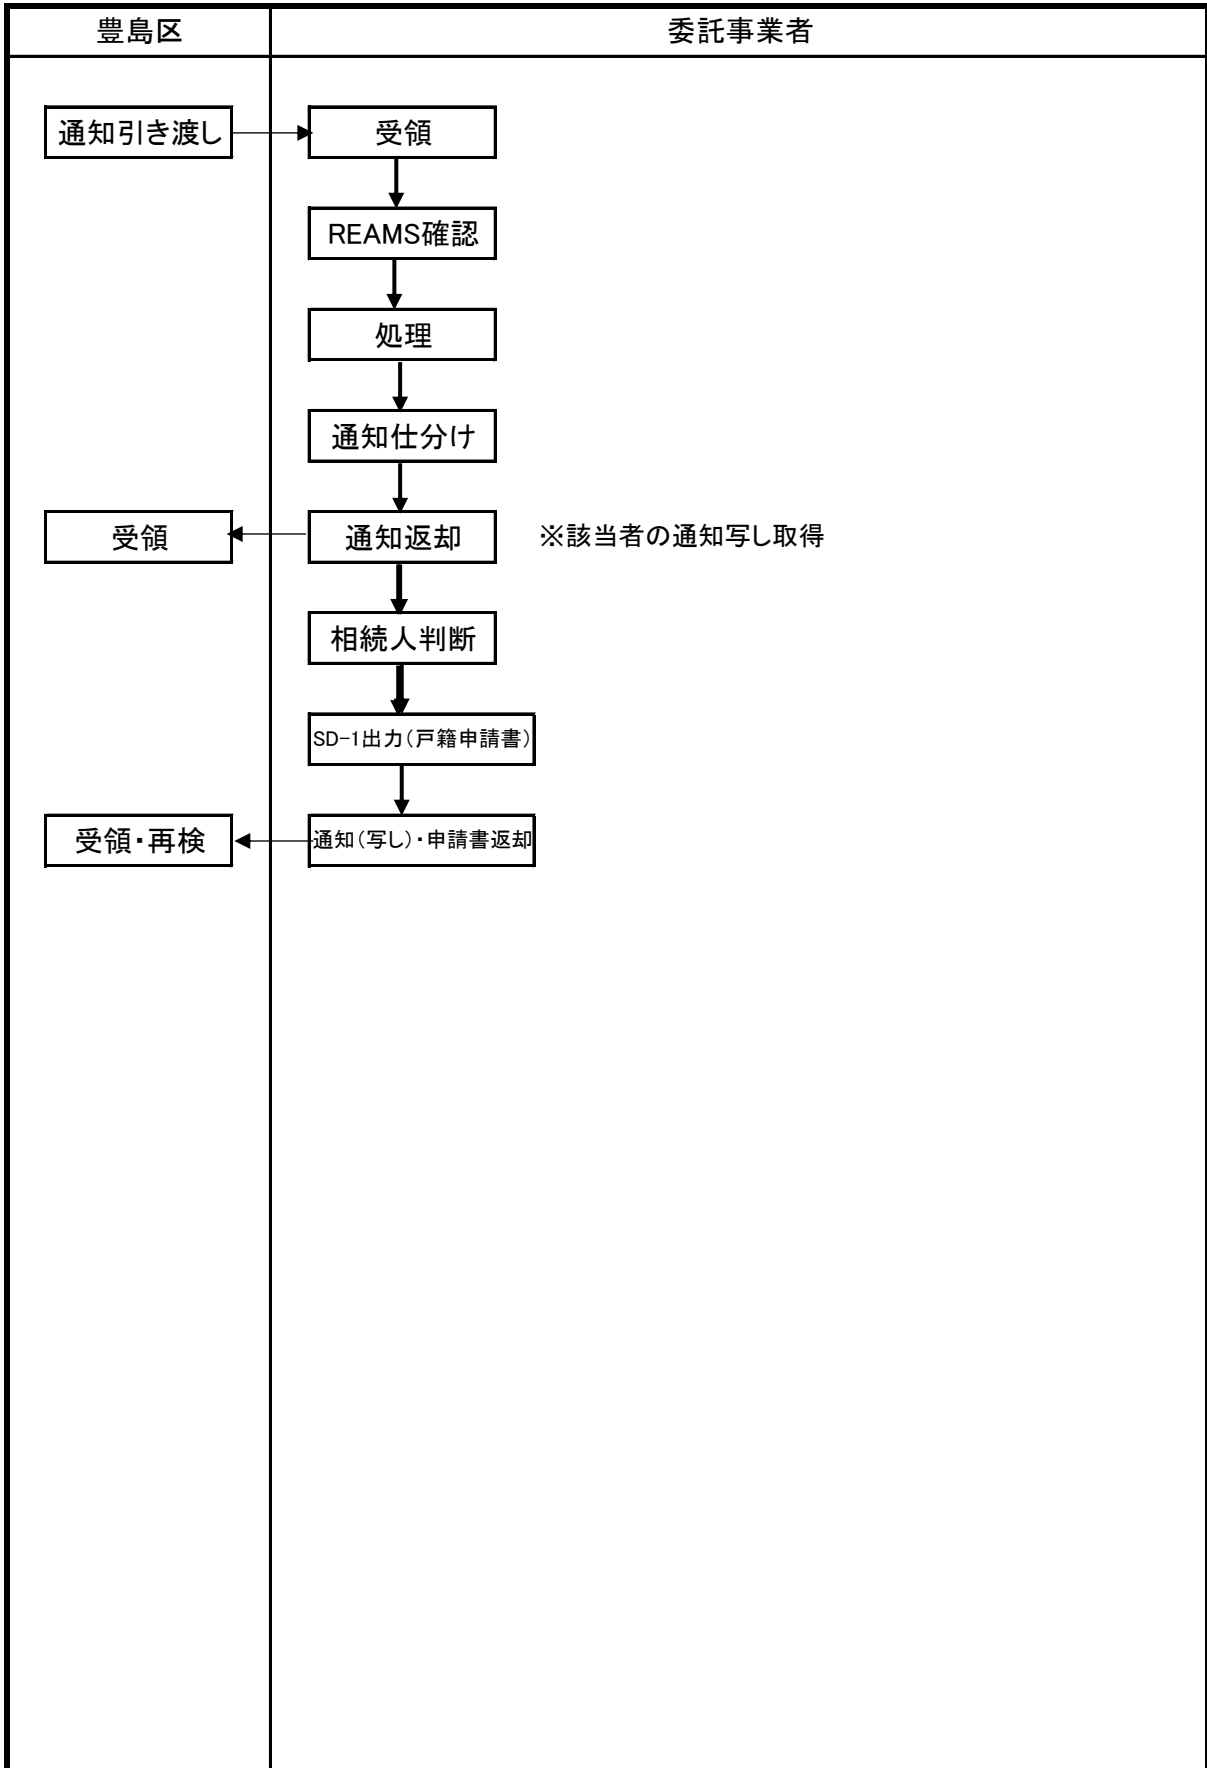 豊島区
委託事業者
通知引き渡し
受領
REAMS確認
処理
通知仕分け
受領
通知返却
※該当者の通知写し取得
相続人判断
SD-1出力(戸籍申請書)
受領・再検
通知(写し)・申請書返却